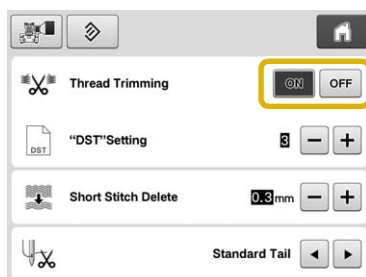 Thread Trimming ON OFF
DST "DST"Setting 3 − +
Short Stitch Delete 0.3mm − +
Standard Tail